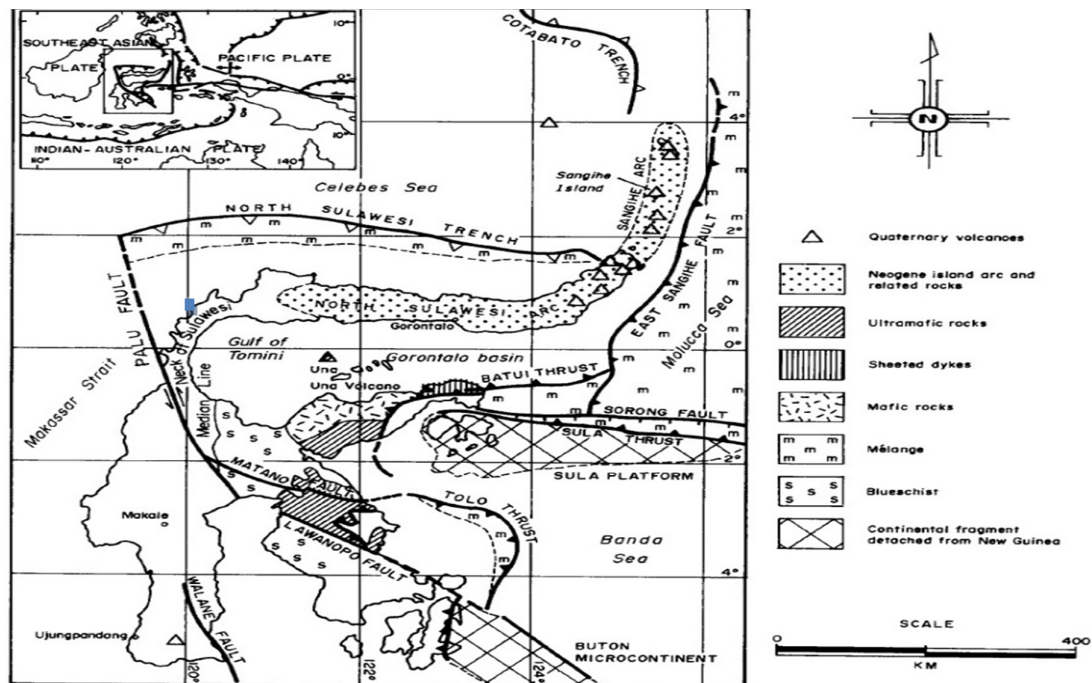 10°
SOUTHEAST ASIAN
PLATE
PACIFIC PLATE
0°
10°
INDIAN-AUSTRALIAN PLATE
110°
120°
130°
140°
COTABATO TRENCH
4°
Sangihe
Island
SANGIHE ARC
Celebes Sea
NORTH SULAWESI TRENCH
2°
m m m m m m
EAST SANGIHE FAULT
Molucca Sea
PALU FAULT
Neck of Sulawesi
NORTH SULAWESI ARC
Gorontalo
0°
Gulf of
Tomini
Gorontalo basin
Una
Una Volcano
BATUI THRUST
Makassar Strait
Median Line
SORONG FAULT
SULA THRUST
2°
SULA PLATFORM
MATANO FAULT
TOLO THRUST
Makale
LAWANOPO FAULT
Banda
Sea
4°
WALANE FAULT
Ujungpandang
BUTON
MICROCONTINENT
120°
122°
124°
N
Quaternary volcanoes
Neogene island arc and
related rocks
Ultramafic rocks
Sheeted dykes
Mafic rocks
m m
m
m m
Mélange
s s
s s s
s s
Blueschist
Continental fragment
detached from New Guinea
SCALE
0 400
KM